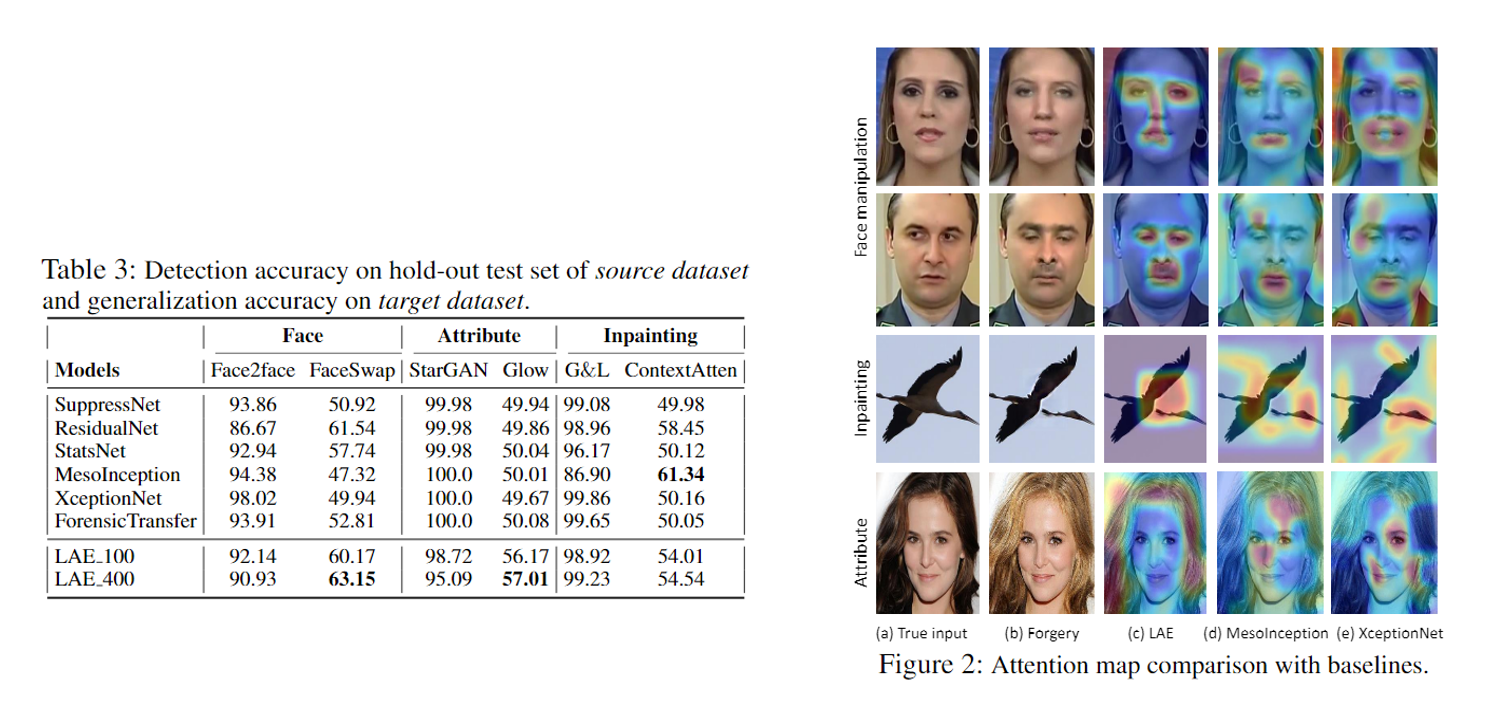 Table 3: Detection accuracy on hold-out test set of source dataset
and generalization accuracy on target dataset.
Face Attribute Inpainting
Models Face2face FaceSwap StarGAN Glow G&L ContextAtten
SuppressNet 93.86 50.92 99.98 49.94 99.08 49.98
ResidualNet 86.67 61.54 99.98 49.86 98.96 58.45
StatsNet 92.94 57.74 99.98 50.04 96.17 50.12
MesoInception 94.38 47.32 100.0 50.01 86.90 61.34
XceptionNet 98.02 49.94 100.0 49.67 99.86 50.16
ForensicTransfer 93.91 52.81 100.0 50.08 99.65 50.05
LAE_100 92.14 60.17 98.72 56.17 98.92 54.01
LAE_400 90.93 63.15 95.09 57.01 99.23 54.54
Face manipulation
Inpainting
Attribute
(a) True input (b) Forgery (c) LAE (d) MesoInception (e) XceptionNet
Figure 2: Attention map comparison with baselines.